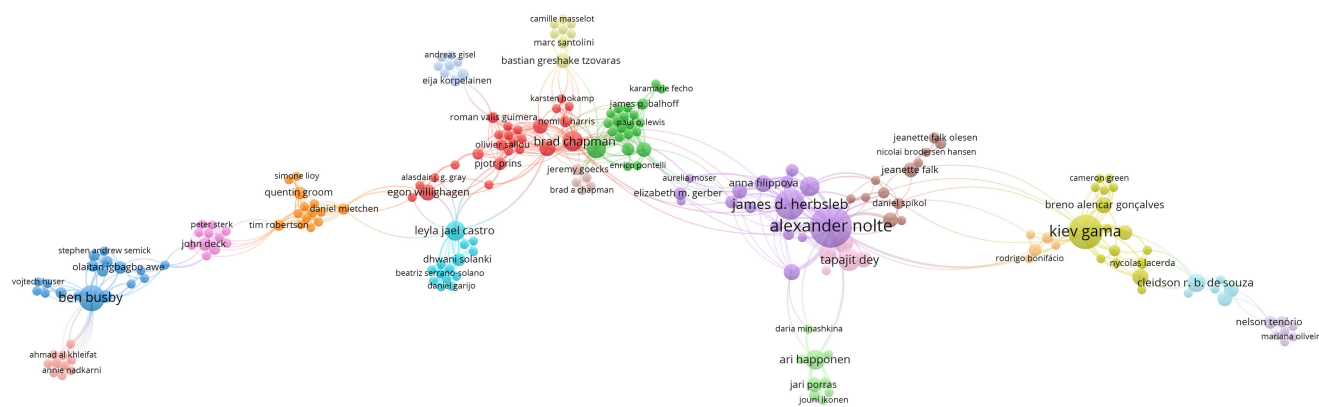 camille masselot
marc santolini
andreas gisel
eija korpelainen
bastian greshake tzovaras
karamarie fecho
karsten hokamp
james p. balhoff
roman valls guimera
nomi l. harris
paul o. lewis
olivier sallou
brad chapman
pjotr prins
enrico pontelli
jeremy goecks
brad a chapman
alasdair j. g. gray
egon willighagen
aurelia moser
elizabeth m. gerber
anna filippova
james d. herbsleb
alexander nolte
jeanette falk olesen
nicolai brodersen hansen
jeanette falk
daniel spikol
tapajit dey
cameron green
breno alencar gonçalves
kiev gama
rodrigo bonifácio
nycolas lacerda
cleidson r. b. de souza
nelson tenório
mariana oliveir
simone lioy
quentin groom
daniel mietchen
tim robertson
peter sterk
john deck
leyla jael castro
dhwani solanki
beatriz serrano-solano
daniel garijo
stephen andrew semick
olaitan igbagbo awe
vojtech huser
ben busby
ahmad al khleifat
annie nadkarni
daria minashkina
ari happonen
jari porras
jouni ikonen